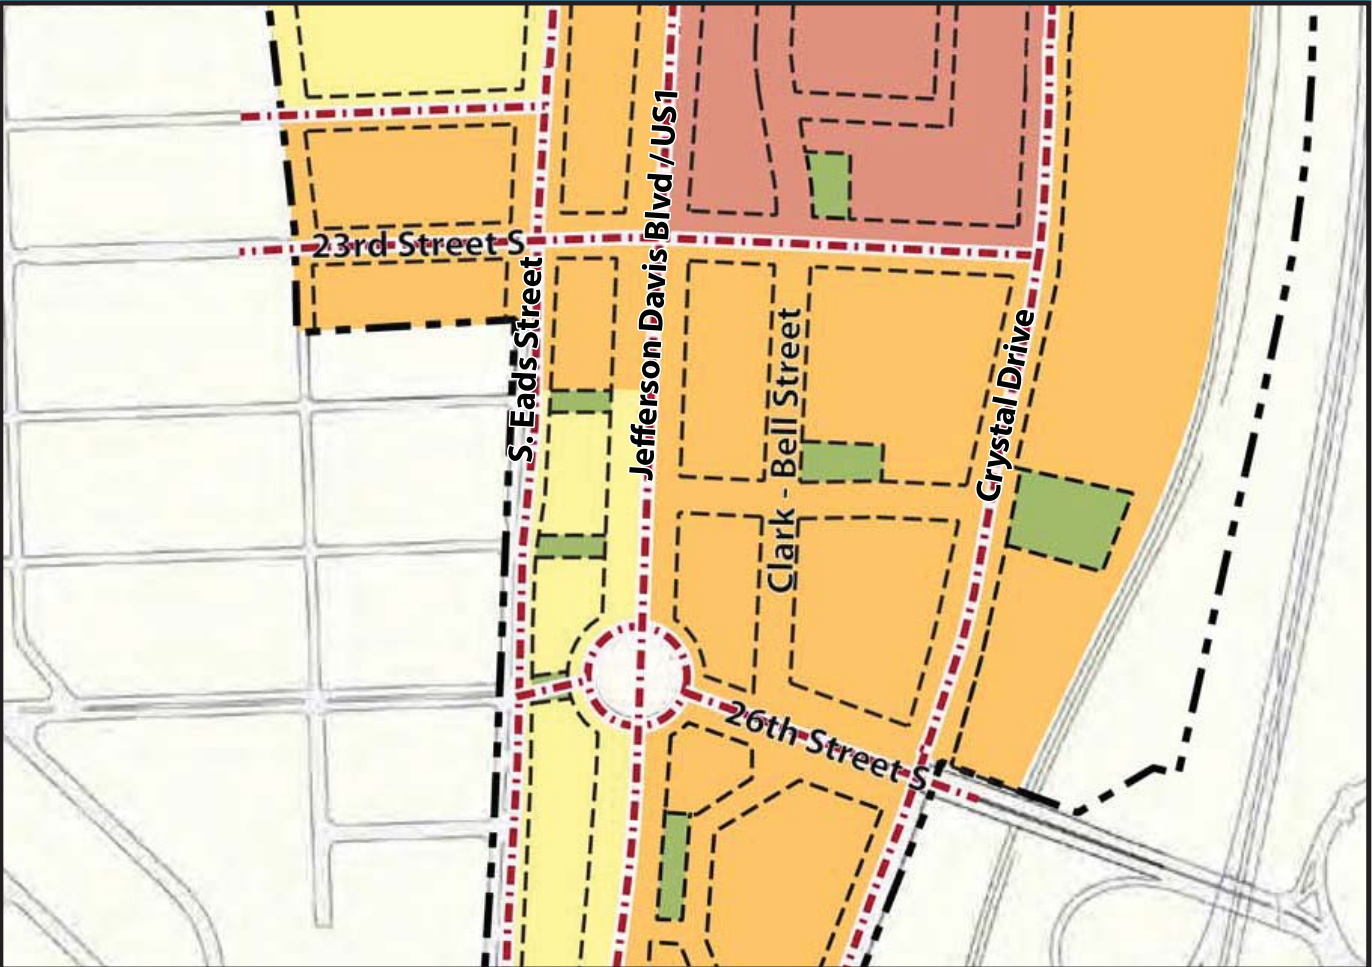 23rd Street S
S. Eads Street
Jefferson Davis Blvd / US1
Clark - Bell Street
Crystal Drive
26th Street S